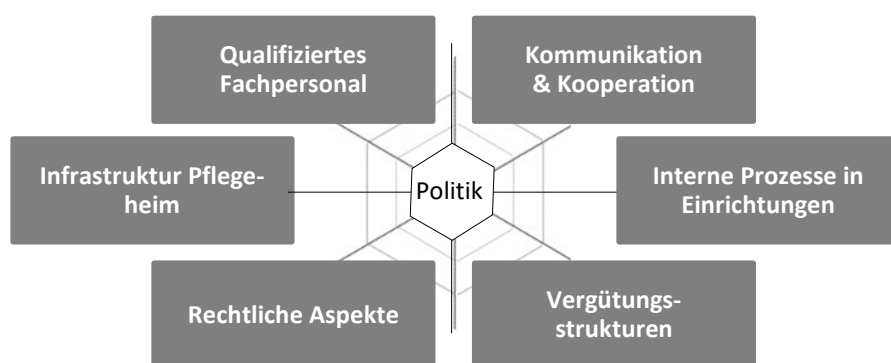 Qualifiziertes
Fachpersonal
Kommunikation
& Kooperation
Infrastruktur Pflege-
heim
Politik
Interne Prozesse in
Einrichtungen
Rechtliche Aspekte
Vergütungs-
strukturen